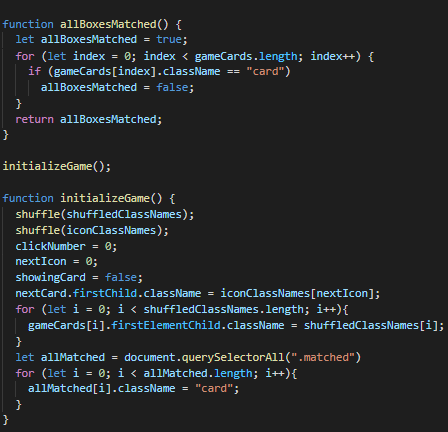 function allBoxesMatched() {
  let allBoxesMatched = true;
  for (let index = 0; index < gameCards.length; index++) {
    if (gameCards[index].className == "card")
      allBoxesMatched = false;
  }
  return allBoxesMatched;
}

initializeGame();

function initializeGame() {
  shuffle(shuffledClassNames);
  shuffle(iconClassNames);
  clickNumber = 0;
  nextIcon = 0;
  showingCard = false;
  nextCard.firstChild.className = iconClassNames[nextIcon];
  for (let i = 0; i < shuffledClassNames.length; i++){
    gameCards[i].firstElementChild.className = shuffledClassNames[i];
  }
  let allMatched = document.querySelectorAll(".matched")
  for (let i = 0; i < allMatched.length; i++){
    allMatched[i].className = "card";
  }
}